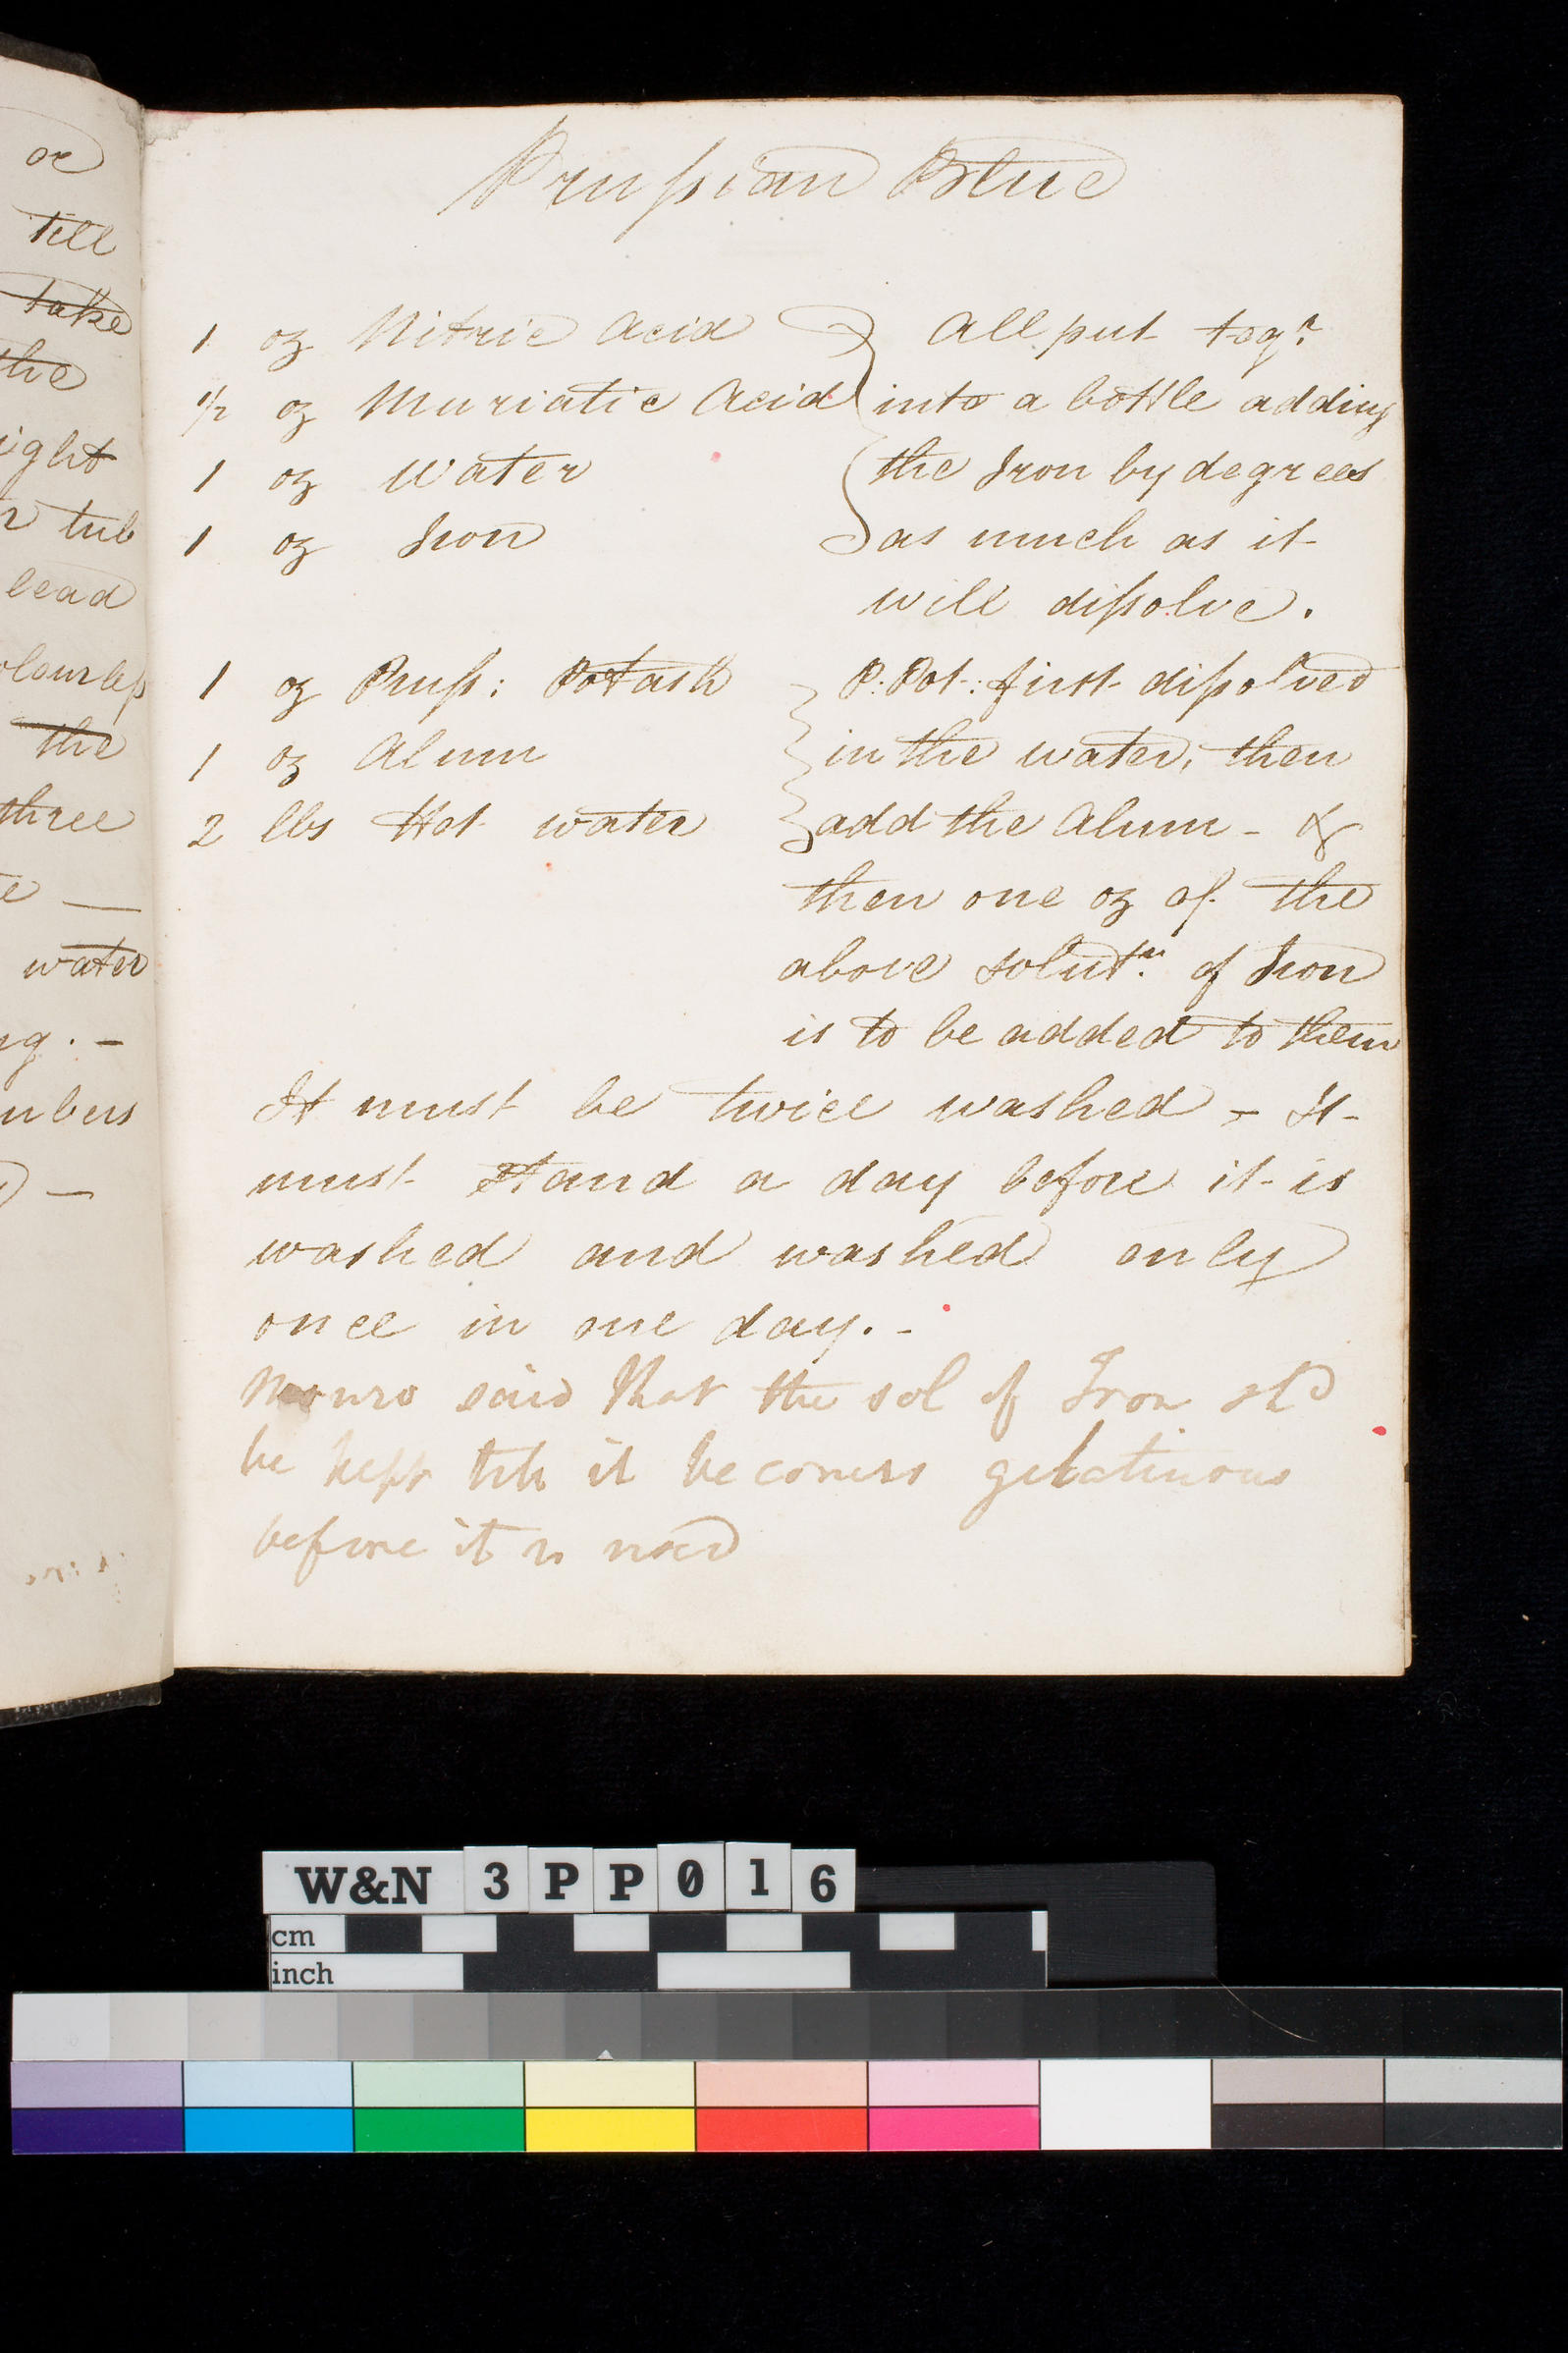 or
till
take
the
ight
r tub
lead
olourless
the
three
e —
water
ng. -
mbers
—
Prussian Blue
1 oz Nitric Acid } All put togr.
1/2 oz Muriatic Acid into a bottle adding
1 oz Water the Iron by degrees
1 oz Iron as much as it
will dissolve.
1 oz Pruss: Potash } P: Pot: first dissolved
1 oz Alum in the water, then
2 lbs Hot water add the Alum - &
then one oz of the
above solutn. of Iron
is to be added to them
It must be twice washed - It
must stand a day before it is
washed and washed only
once in one day. -
Monro said that the sol of Iron shd
be kept till it becomes gelatinous
before it is used
W&N 3PP016
cm
inch